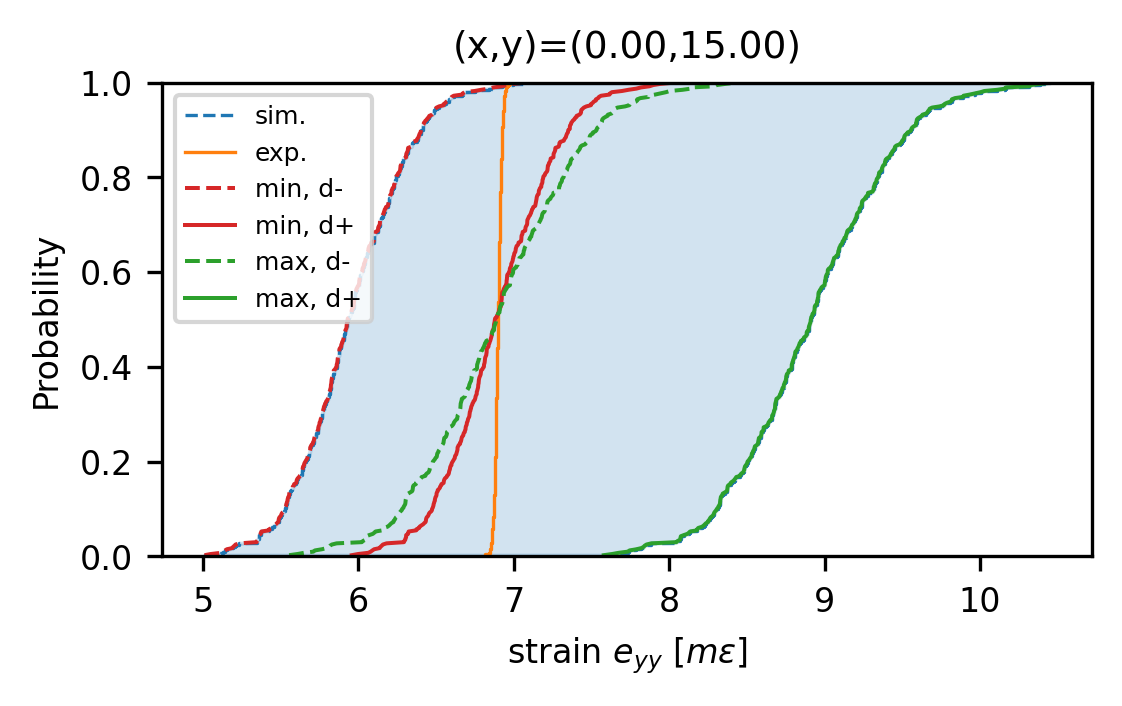 (x,y)=(0.00,15.00)
1.0
0.8
0.6
0.4
0.2
0.0
Probability
sim.
exp.
min, d-
min, d+
max, d-
max, d+
5 6 7 8 9 10
strain e_yy [mε]